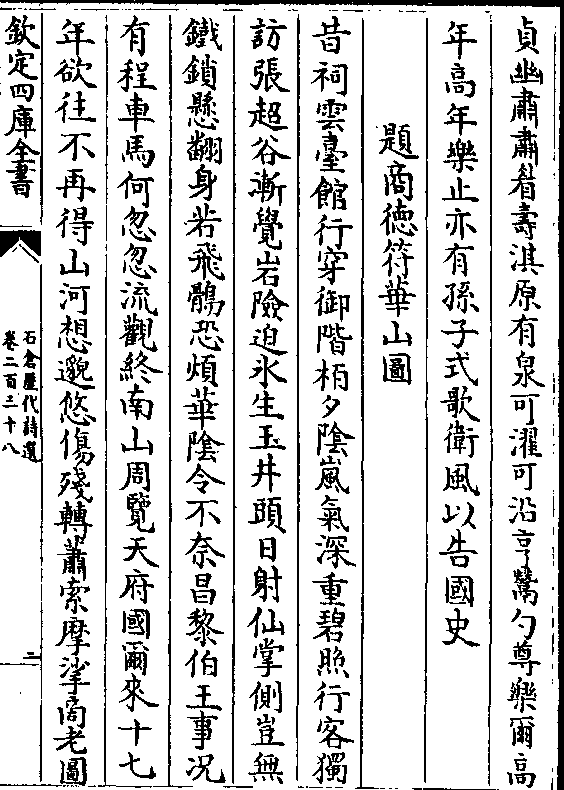 貞幽肅肅眉壽淇原有泉可濯可沿亨鬺勺尊樂爾高
年高年樂止亦有孫子式歌衛風以告國史
題商徳符華山圖
昔祠雲臺館行穿御階栢夕陰嵐氣深重碧照行客獨
訪張超谷漸覺岩險迫氷生玉井頭日射仙掌側豈無
鐵鎖懸翻身若飛鶻恐煩華陰令不奈昌黎伯王事况
有程車馬何忽忽流觀終南山周覽天府國爾來十七
年欲往不再得山河想邈悠傷殘轉蕭索摩挲商老圖
欽定四庫全書
石倉歷代詩選
卷二百三十八
二